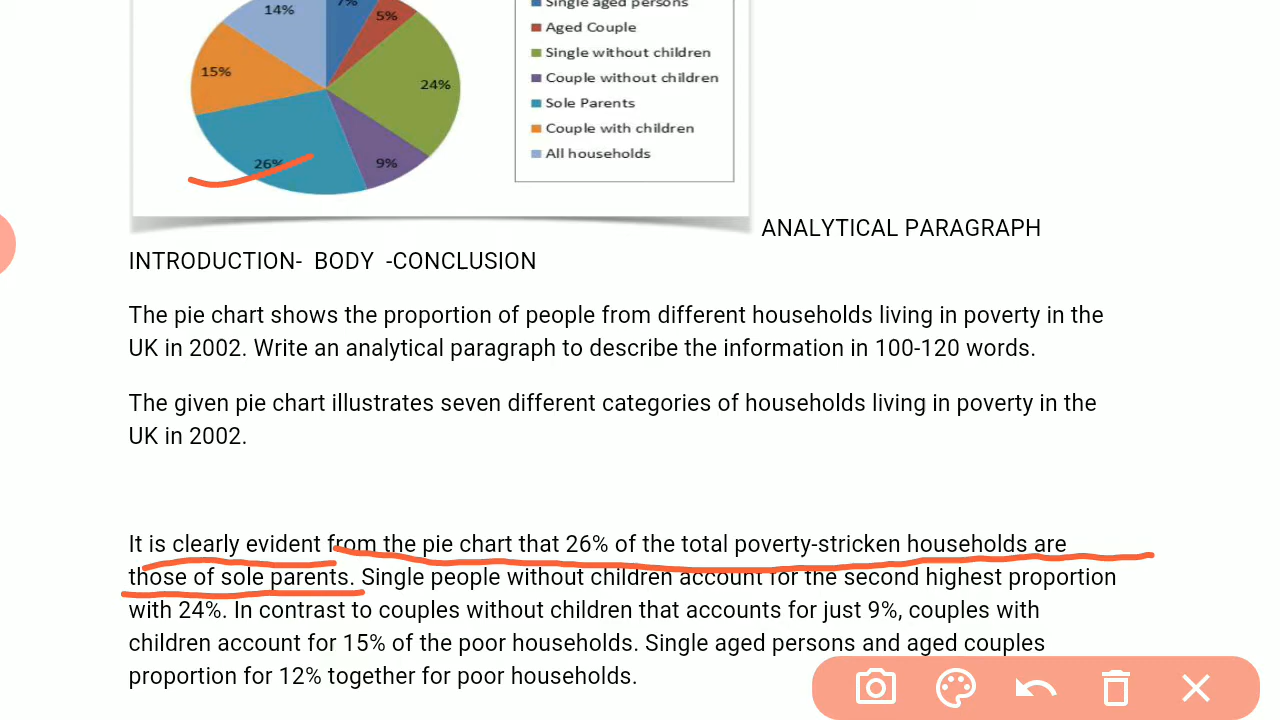 14%
7%
5%
15%
24%
26%
9%
Single aged persons
Aged Couple
Single without children
Couple without children
Sole Parents
Couple with children
All households
ANALYTICAL PARAGRAPH
INTRODUCTION- BODY -CONCLUSION
The pie chart shows the proportion of people from different households living in poverty in the
UK in 2002. Write an analytical paragraph to describe the information in 100-120 words.
The given pie chart illustrates seven different categories of households living in poverty in the
UK in 2002.
It is clearly evident from the pie chart that 26% of the total poverty-stricken households are
those of sole parents. Single people without children account for the second highest proportion
with 24%. In contrast to couples without children that accounts for just 9%, couples with
children account for 15% of the poor households. Single aged persons and aged couples
proportion for 12% together for poor households.